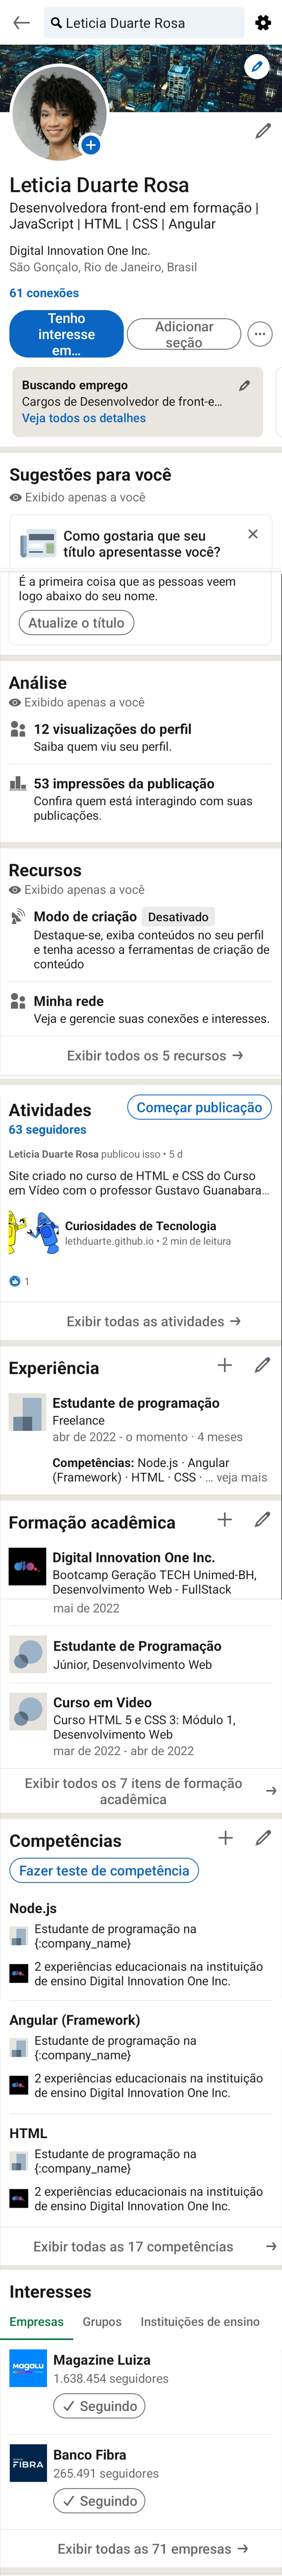 Leticia Duarte Rosa
Leticia Duarte Rosa
Desenvolvedora front-end em formação |
JavaScript | HTML | CSS | Angular
Digital Innovation One Inc.
São Gonçalo, Rio de Janeiro, Brasil
61 conexões
Tenho
interesse
em...
Adicionar
seção
Buscando emprego
Cargos de Desenvolvedor de front-e...
Veja todos os detalhes
Sugestões para você
Exibido apenas a você
Como gostaria que seu
título apresentasse você?
É a primeira coisa que as pessoas veem
logo abaixo do seu nome.
Atualize o título
Análise
Exibido apenas a você
12 visualizações do perfil
Saiba quem viu seu perfil.
53 impressões da publicação
Confira quem está interagindo com suas
publicações.
Recursos
Exibido apenas a você
Modo de criação Desativado
Destaque-se, exiba conteúdos no seu perfil
e tenha acesso a ferramentas de criação de
conteúdo
Minha rede
Veja e gerencie suas conexões e interesses.
Exibir todos os 5 recursos →
Atividades
Começar publicação
63 seguidores
Leticia Duarte Rosa publicou isso • 5 d
Site criado no curso de HTML e CSS do Curso
em Vídeo com o professor Gustavo Guanabara...
Curiosidades de Tecnologia
lethduarte.github.io • 2 min de leitura
1
Exibir todas as atividades →
Experiência
Estudante de programação
Freelance
abr de 2022 - o momento · 4 meses
Competências: Node.js · Angular
(Framework) · HTML · CSS · ... veja mais
Formação acadêmica
Digital Innovation One Inc.
Bootcamp Geração TECH Unimed-BH,
Desenvolvimento Web - FullStack
mai de 2022
Estudante de Programação
Júnior, Desenvolvimento Web
Curso em Video
Curso HTML 5 e CSS 3: Módulo 1,
Desenvolvimento Web
mar de 2022 - abr de 2022
Exibir todos os 7 itens de formação
acadêmica →
Competências
Fazer teste de competência
Node.js
Estudante de programação na
{:company_name}
2 experiências educacionais na instituição
de ensino Digital Innovation One Inc.
Angular (Framework)
Estudante de programação na
{:company_name}
2 experiências educacionais na instituição
de ensino Digital Innovation One Inc.
HTML
Estudante de programação na
{:company_name}
2 experiências educacionais na instituição
de ensino Digital Innovation One Inc.
Exibir todas as 17 competências →
Interesses
Empresas Grupos Instituições de ensino
Magalu
Magazine Luiza
1.638.454 seguidores
✓ Seguindo
FIBRA
Banco Fibra
265.491 seguidores
✓ Seguindo
Exibir todas as 71 empresas →